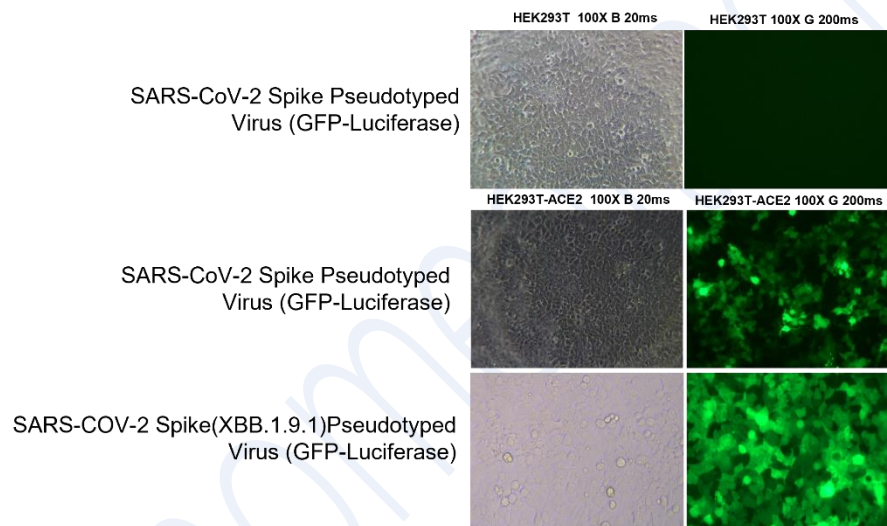 HEK293T 100X B 20ms
HEK293T 100X G 200ms
SARS-CoV-2 Spike Pseudotyped
Virus (GFP-Luciferase)
HEK293T-ACE2 100X B 20ms
HEK293T-ACE2 100X G 200ms
SARS-CoV-2 Spike Pseudotyped
Virus (GFP-Luciferase)
SARS-COV-2 Spike(XBB.1.9.1)Pseudotyped
Virus (GFP-Luciferase)